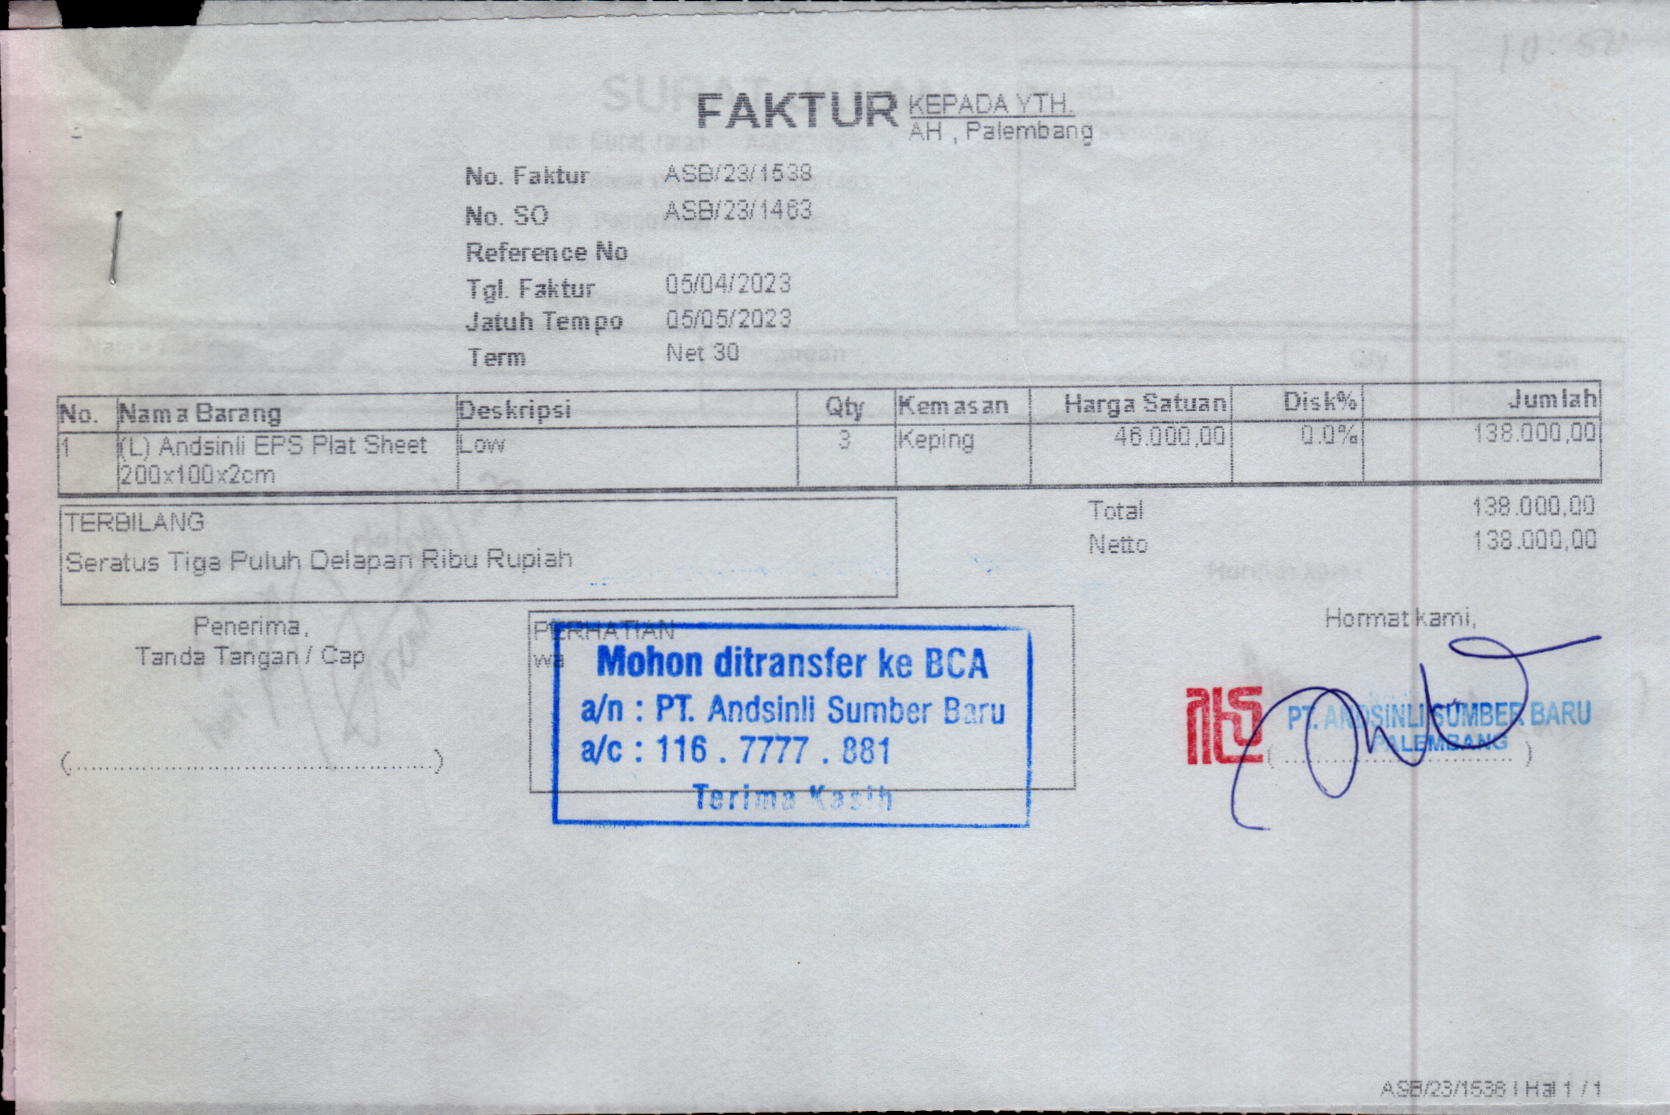 FAKTUR
KEPADA YTH.
AH , Palembang
No. Faktur ASB/23/1538
No. SO ASB/23/1463
Reference No
Tgl. Faktur 05/04/2023
Jatuh Tempo 05/05/2023
Term Net 30
No. Nama Barang Deskripsi Qty Kemasan Harga Satuan Disk% Jumlah
1 (L) Andsinli EPS Plat Sheet Low 3 Keping 46.000,00 0.0% 138.000,00
200x100x2cm
TERBILANG
Seratus Tiga Puluh Delapan Ribu Rupiah
Total 138.000,00
Netto 138.000,00
Penerima,
Tanda Tangan / Cap
(.......................................................)
PERHATIAN
wa
Mohon ditransfer ke BCA
a/n : PT. Andsinli Sumber Baru
a/c : 116 . 7777 . 881
Terima Kasih
Hormat kami,
PT. ANDSINLI SUMBER BARU
PALEMBANG
(.......................................)
ASB/23/1538 | Hal 1 / 1